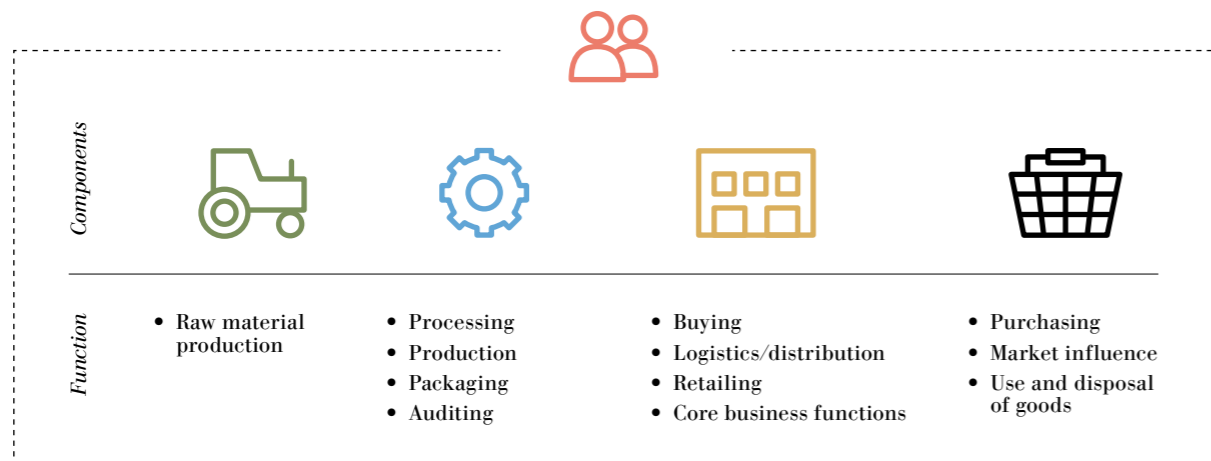 Components
Function
• Raw material
production
• Processing
• Production
• Packaging
• Auditing
• Buying
• Logistics/distribution
• Retailing
• Core business functions
• Purchasing
• Market influence
• Use and disposal
of goods